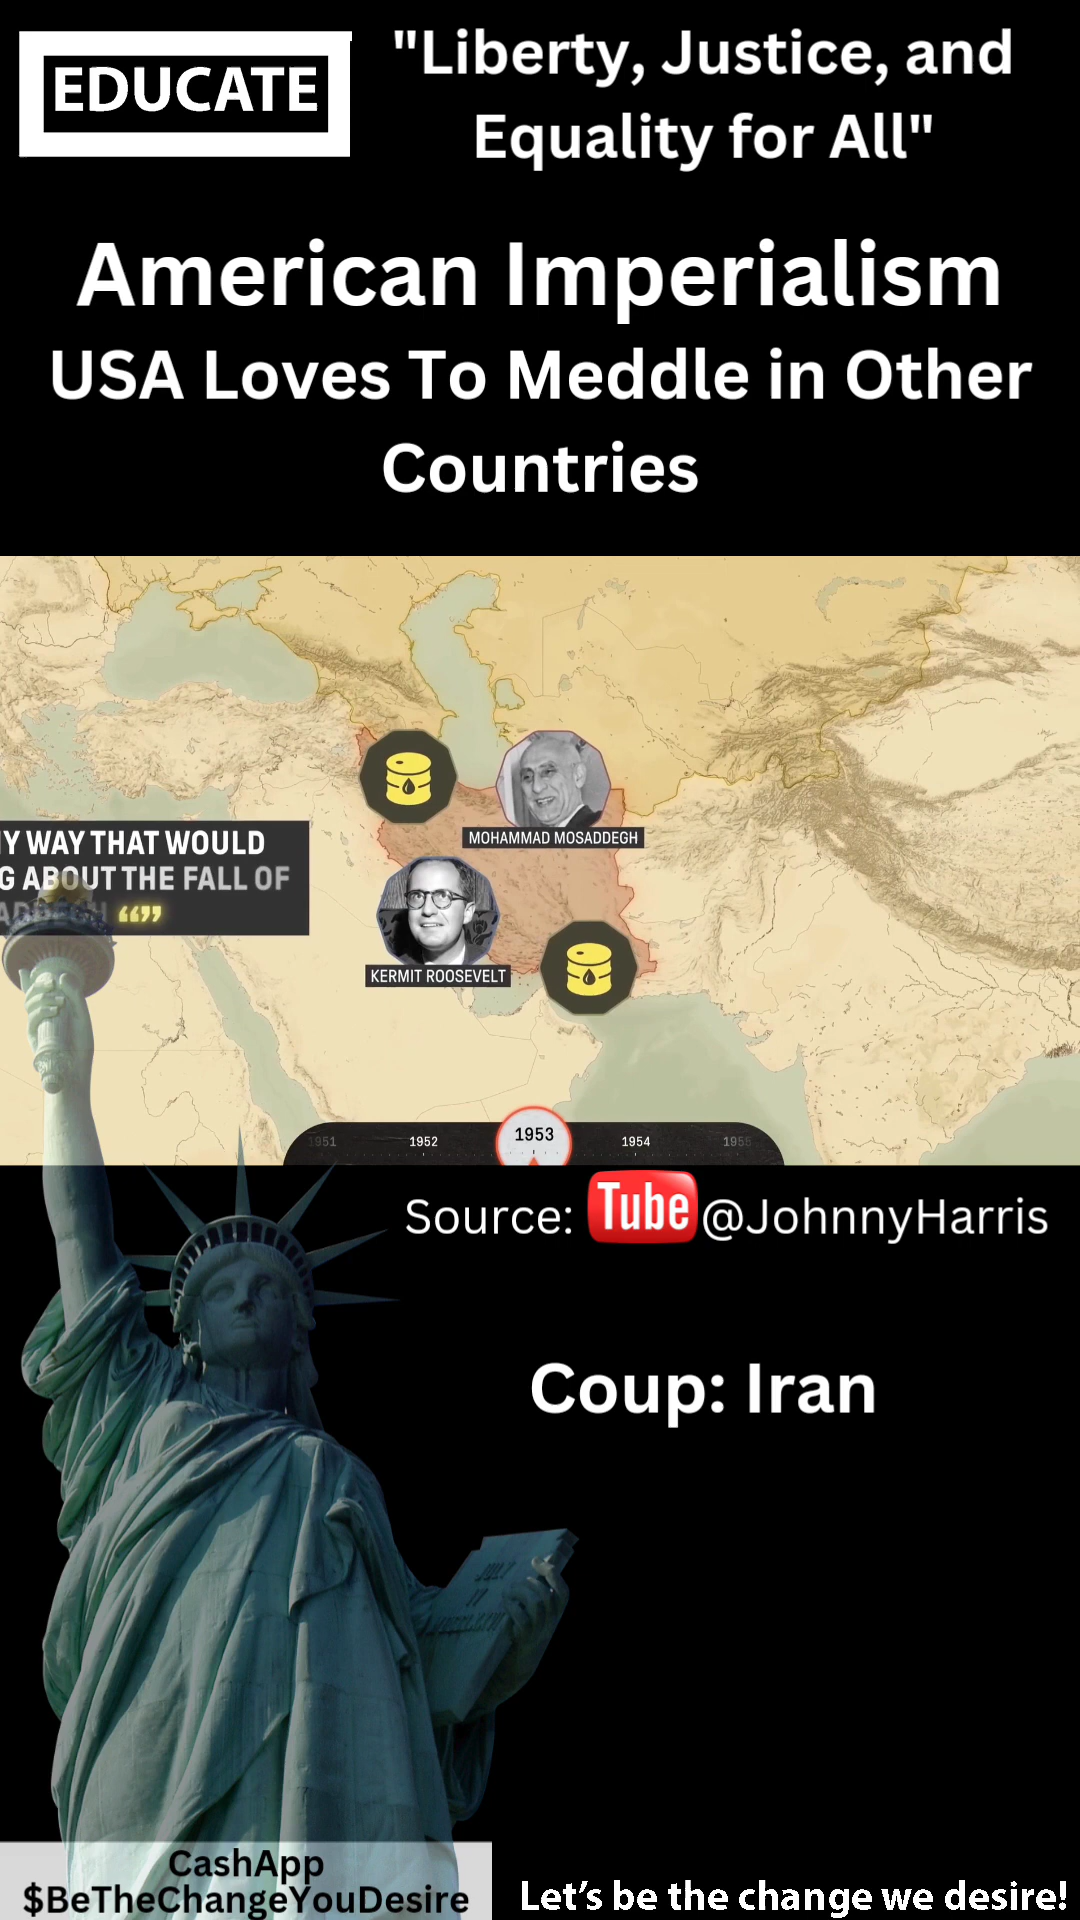 EDUCATE
"Liberty, Justice, and
Equality for All"
American Imperialism
USA Loves To Meddle in Other
Countries
WAY THAT WOULD
ABOUT THE FALL OF
MOHAMMAD MOSADDEGH
KERMIT ROOSEVELT
1951 1952 1953 1954 1955
Source: Tube @JohnnyHarris
Coup: Iran
CashApp
$BeTheChangeYouDesire
Let's be the change we desire!